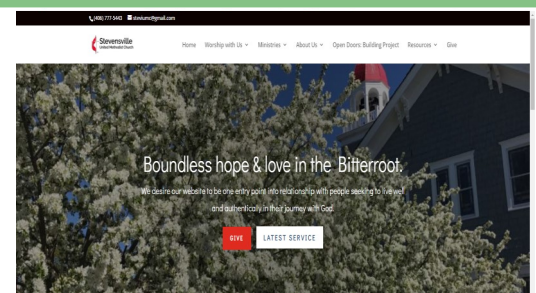 (406) 777-5443 steviumc@gmail.com
Stevensville
United Methodist Church
Home Worship with Us Ministries About Us Open Doors: Building Project Resources Give
Boundless hope & love in the Bitterroot.
We desire our website to be one entry point into relationship with people seeking to live well
and authentically in their journey with God.
GIVE LATEST SERVICE